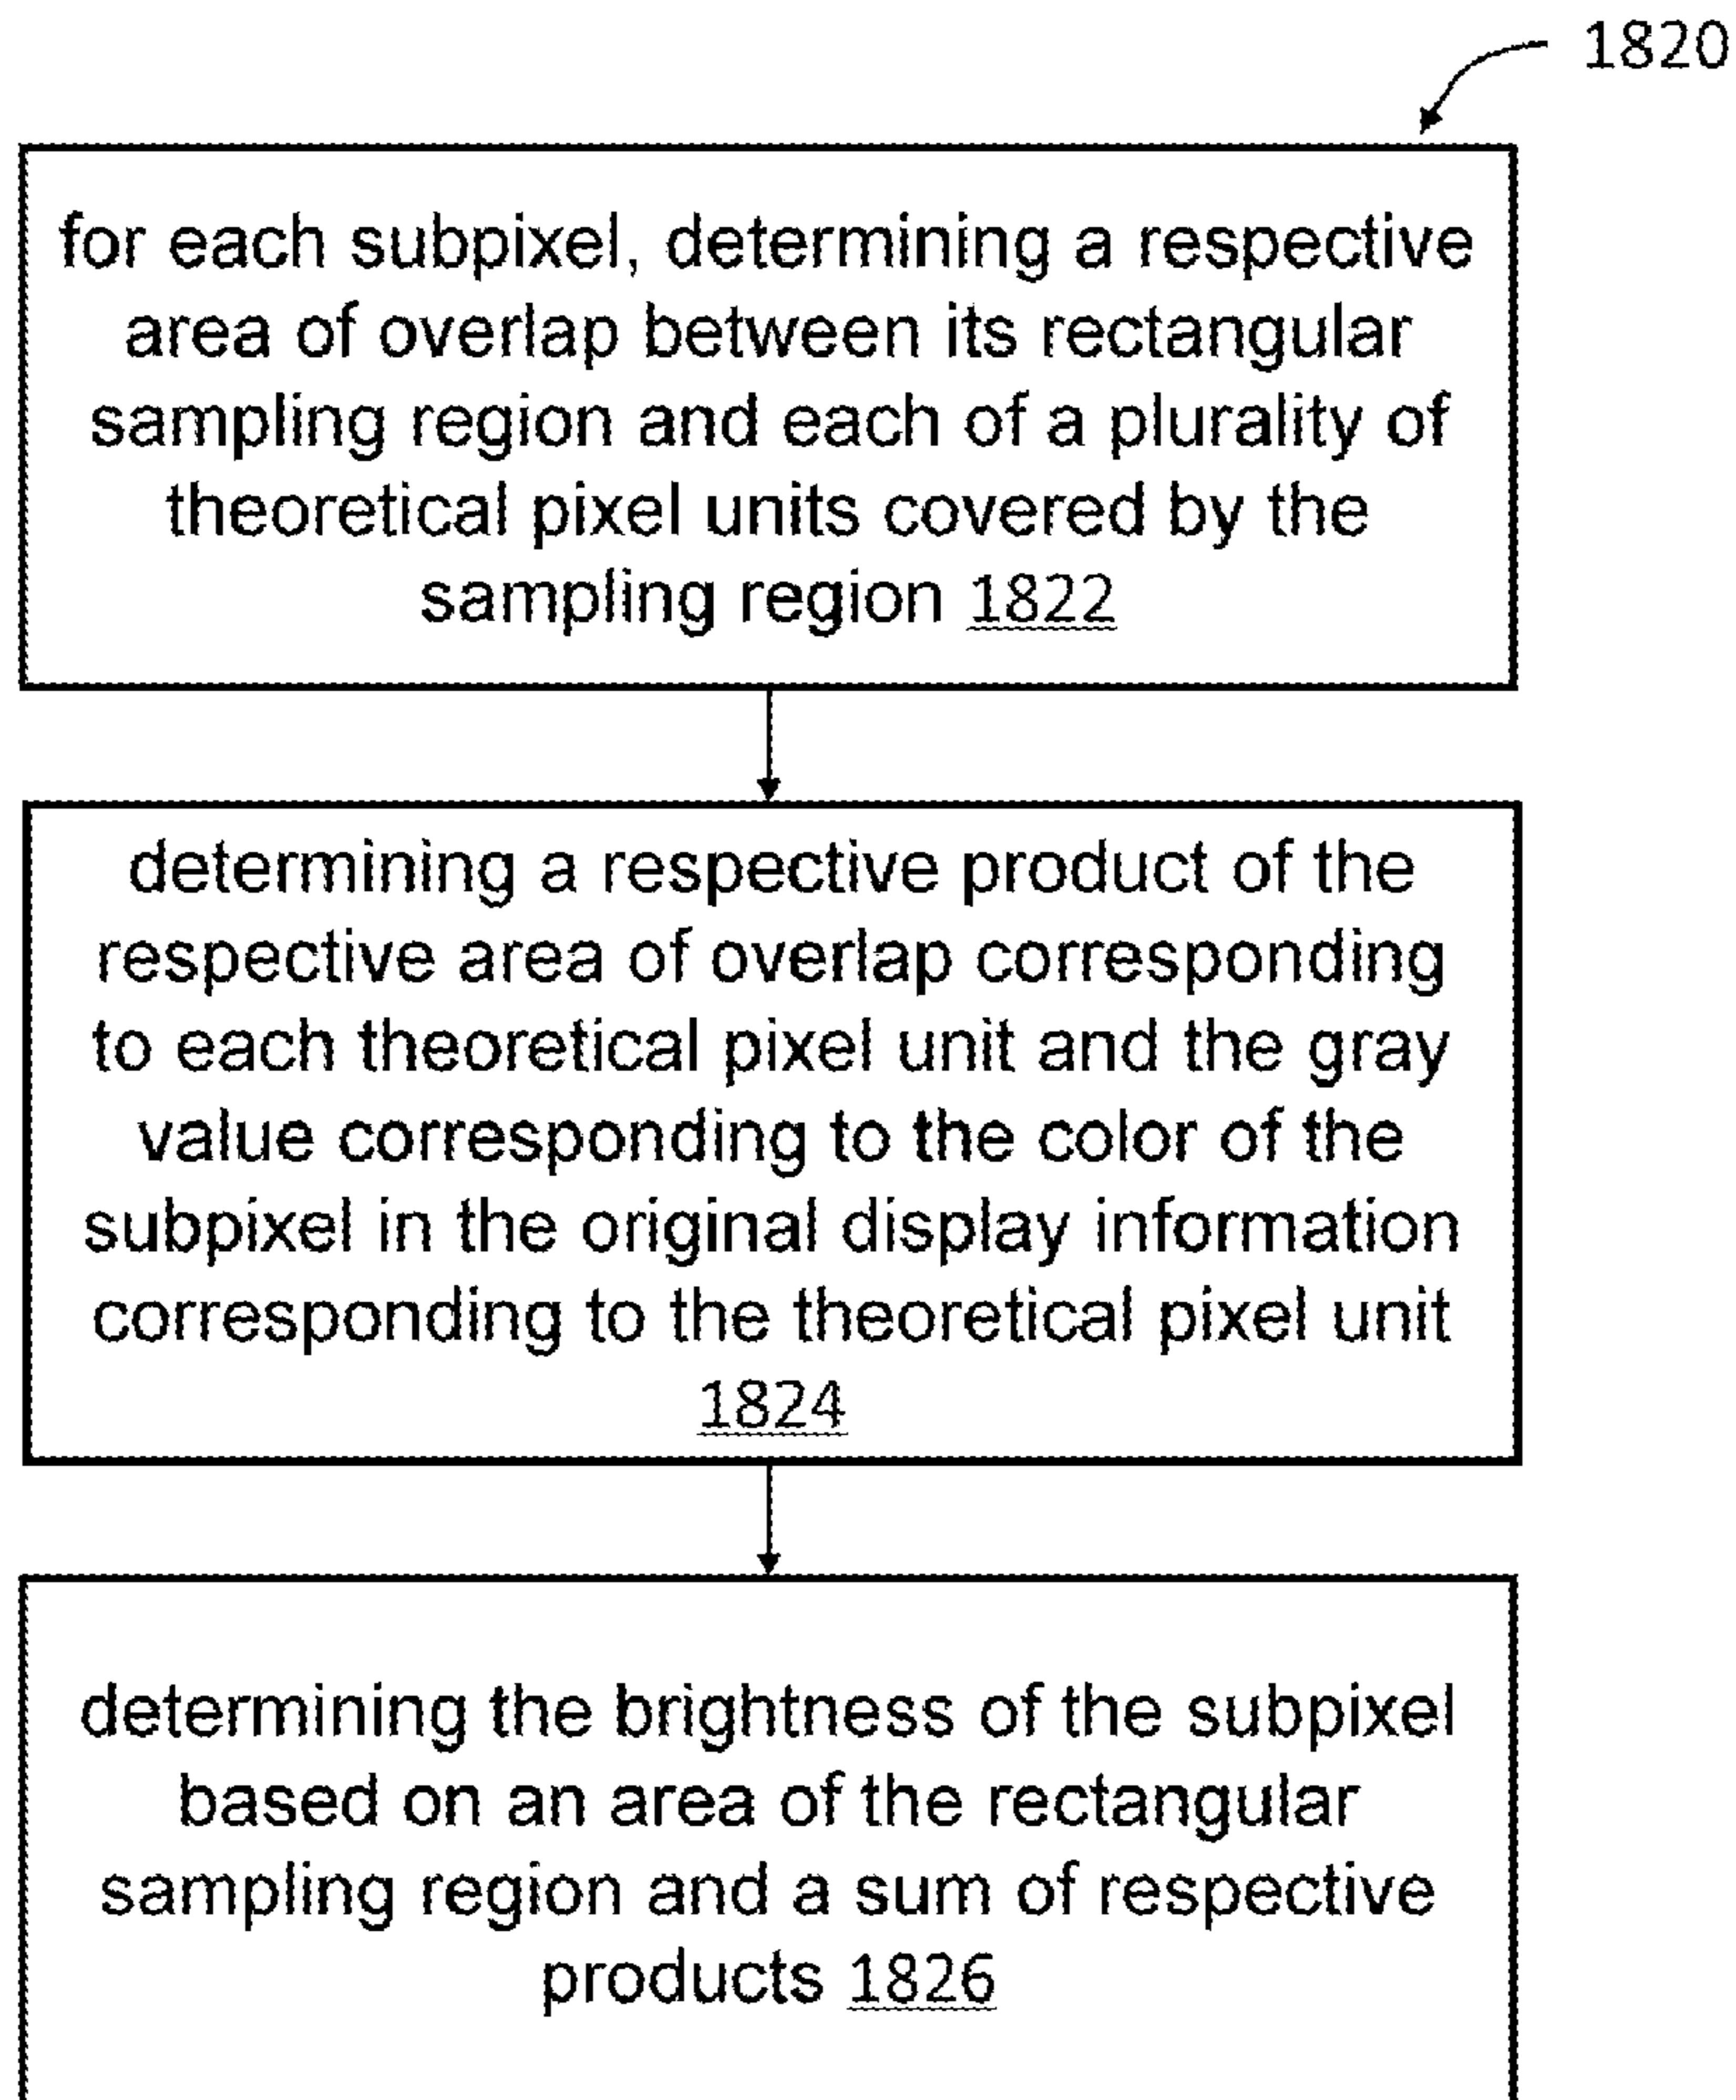 1820
for each subpixel, determining a respective
area of overlap between its rectangular
sampling region and each of a plurality of
theoretical pixel units covered by the
sampling region 1822
determining a respective product of the
respective area of overlap corresponding
to each theoretical pixel unit and the gray
value corresponding to the color of the
subpixel in the original display information
corresponding to the theoretical pixel unit
1824
determining the brightness of the subpixel
based on an area of the rectangular
sampling region and a sum of respective
products 1826